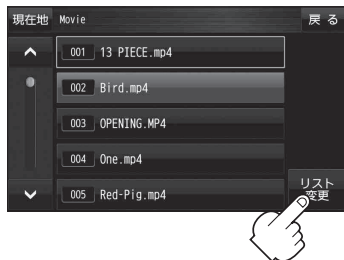 現在地 Movie 戻る
001 13 PIECE.mp4
002 Bird.mp4
003 OPENING.MP4
004 One.mp4
005 Red-Pig.mp4
リスト
変更